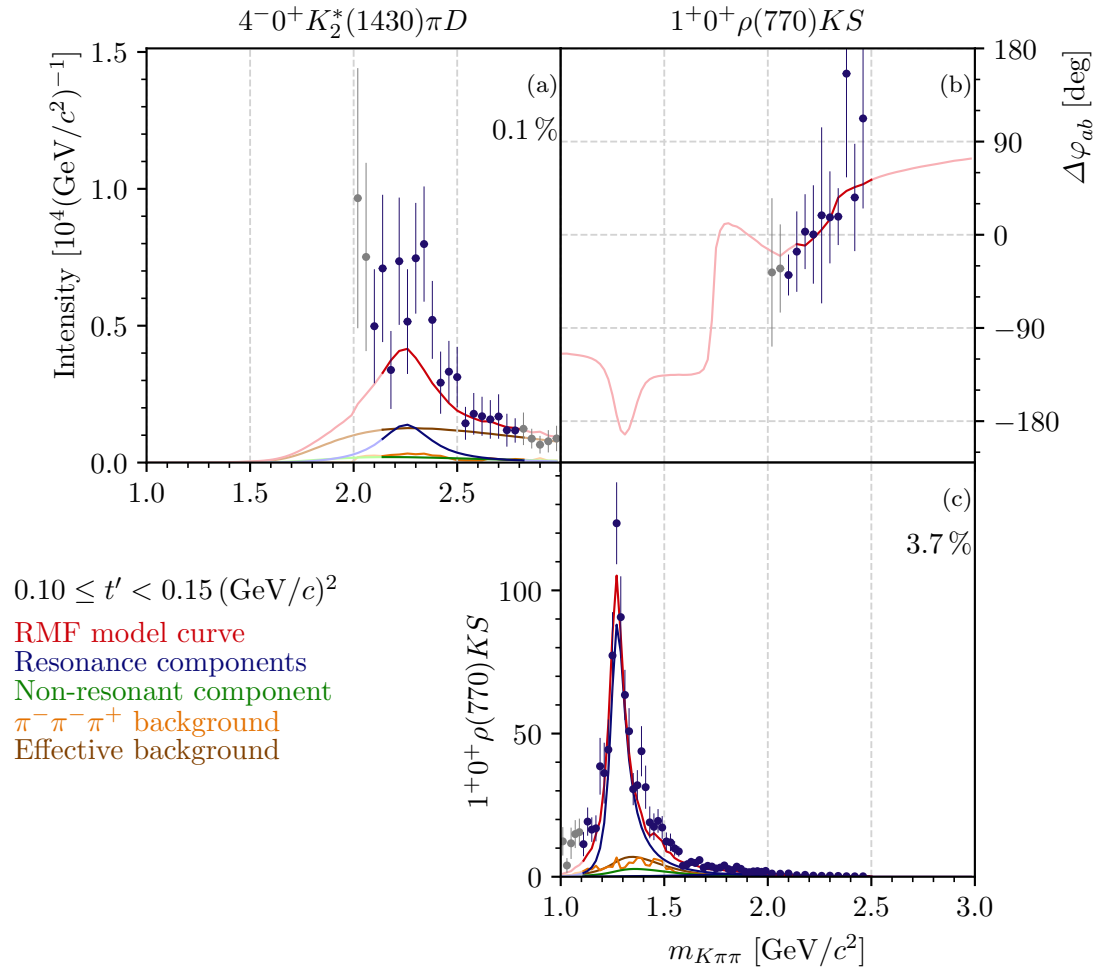 4⁻0⁺K₂*(1430)πD
1⁺0⁺ρ(770)KS
Intensity [10⁴(GeV/c²)⁻¹]
1.5
1.0
0.5
0.0
(a)
0.1 %
1.0
1.5
2.0
2.5
(b)
180
90
0
−90
−180
Δφ_ab [deg]
0.10 ≤ t′ < 0.15 (GeV/c)²
RMF model curve
Resonance components
Non-resonant component
π⁻π⁻π⁺ background
Effective background
1⁺0⁺ρ(770)KS
100
50
0
(c)
3.7 %
1.0
1.5
2.0
2.5
3.0
m_Kππ [GeV/c²]